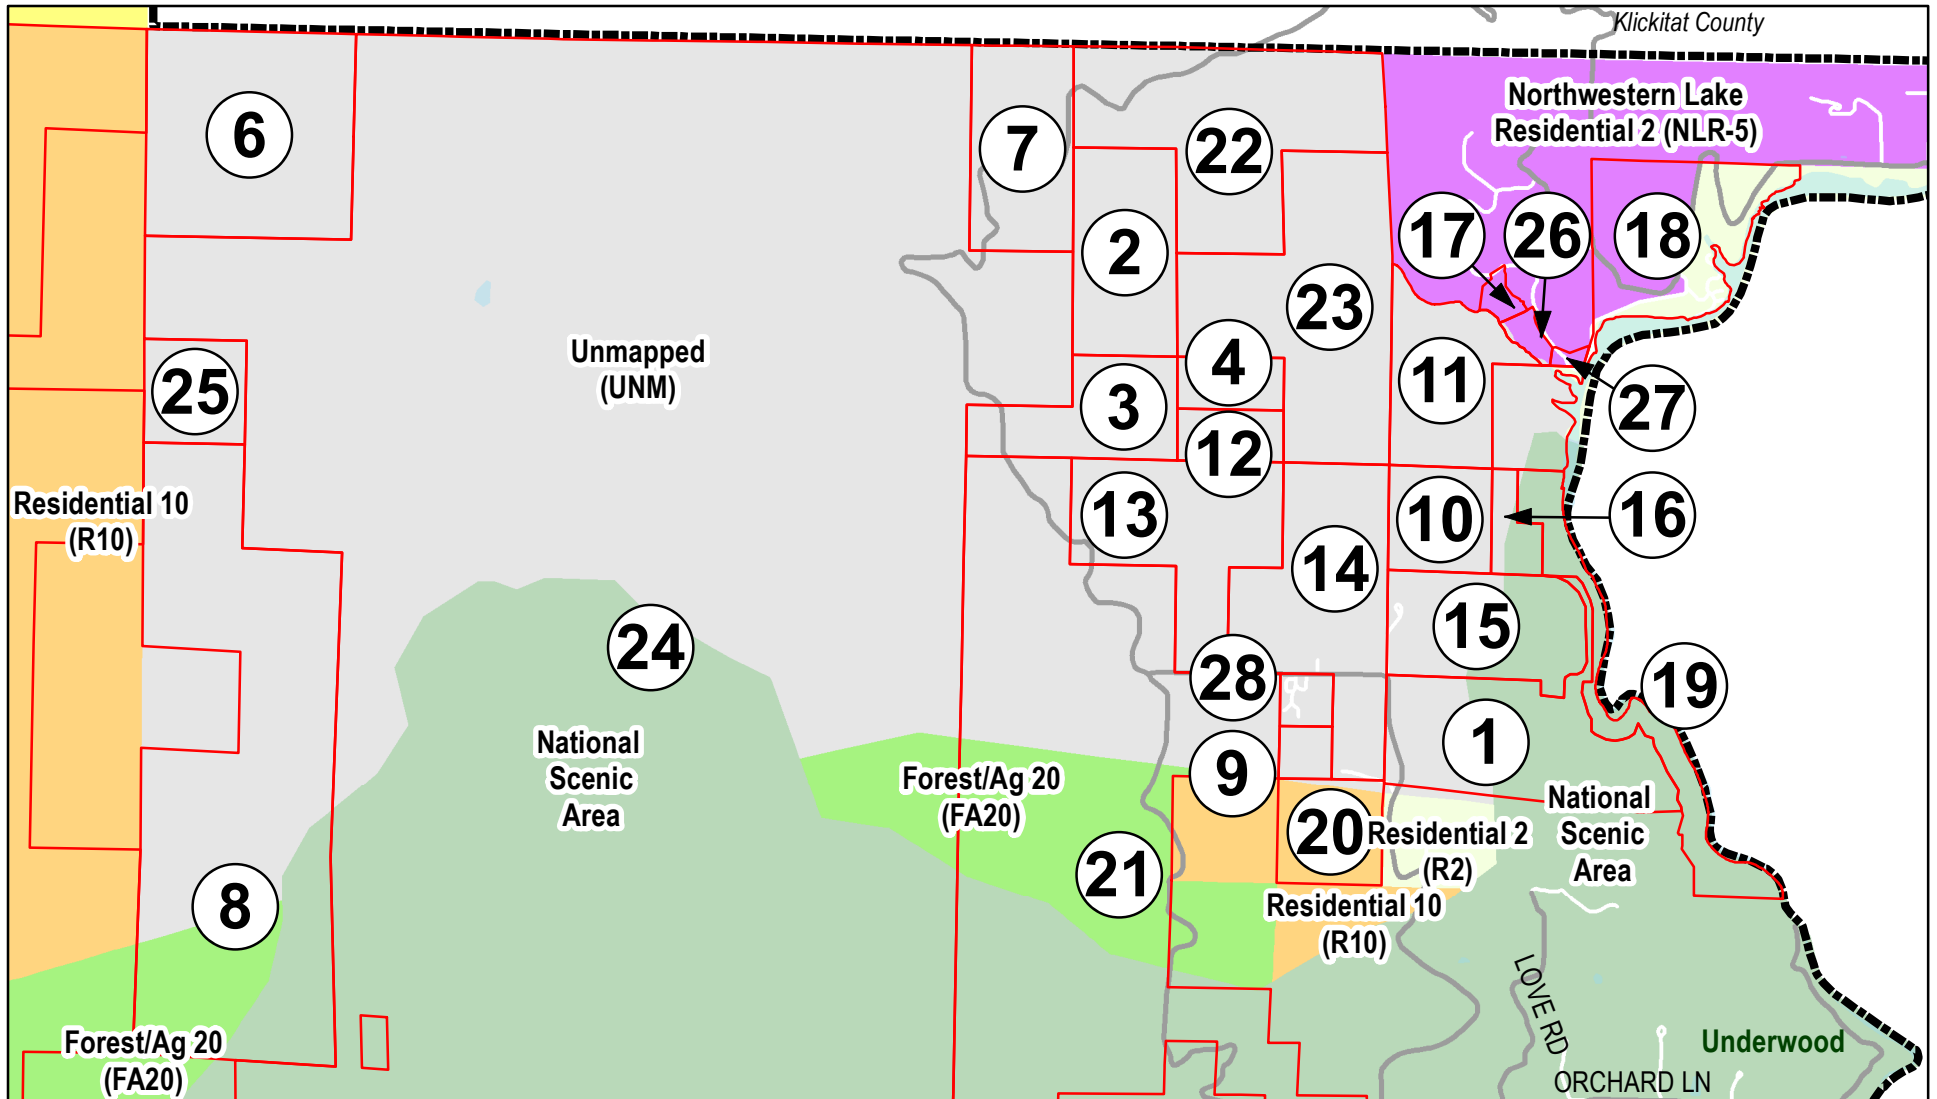 Klickitat County
Northwestern Lake
Residential 2 (NLR-5)
6
7
22
17
26
18
2
23
Unmapped
(UNM)
4
11
25
3
27
12
Residential 10
(R10)
13
10
16
14
15
24
28
19
National
Scenic
Area
1
9
Forest/Ag 20
(FA20)
National
Scenic
Area
20
Residential 2
(R2)
21
8
Residential 10
(R10)
LOVE RD
Forest/Ag 20
(FA20)
Underwood
ORCHARD LN